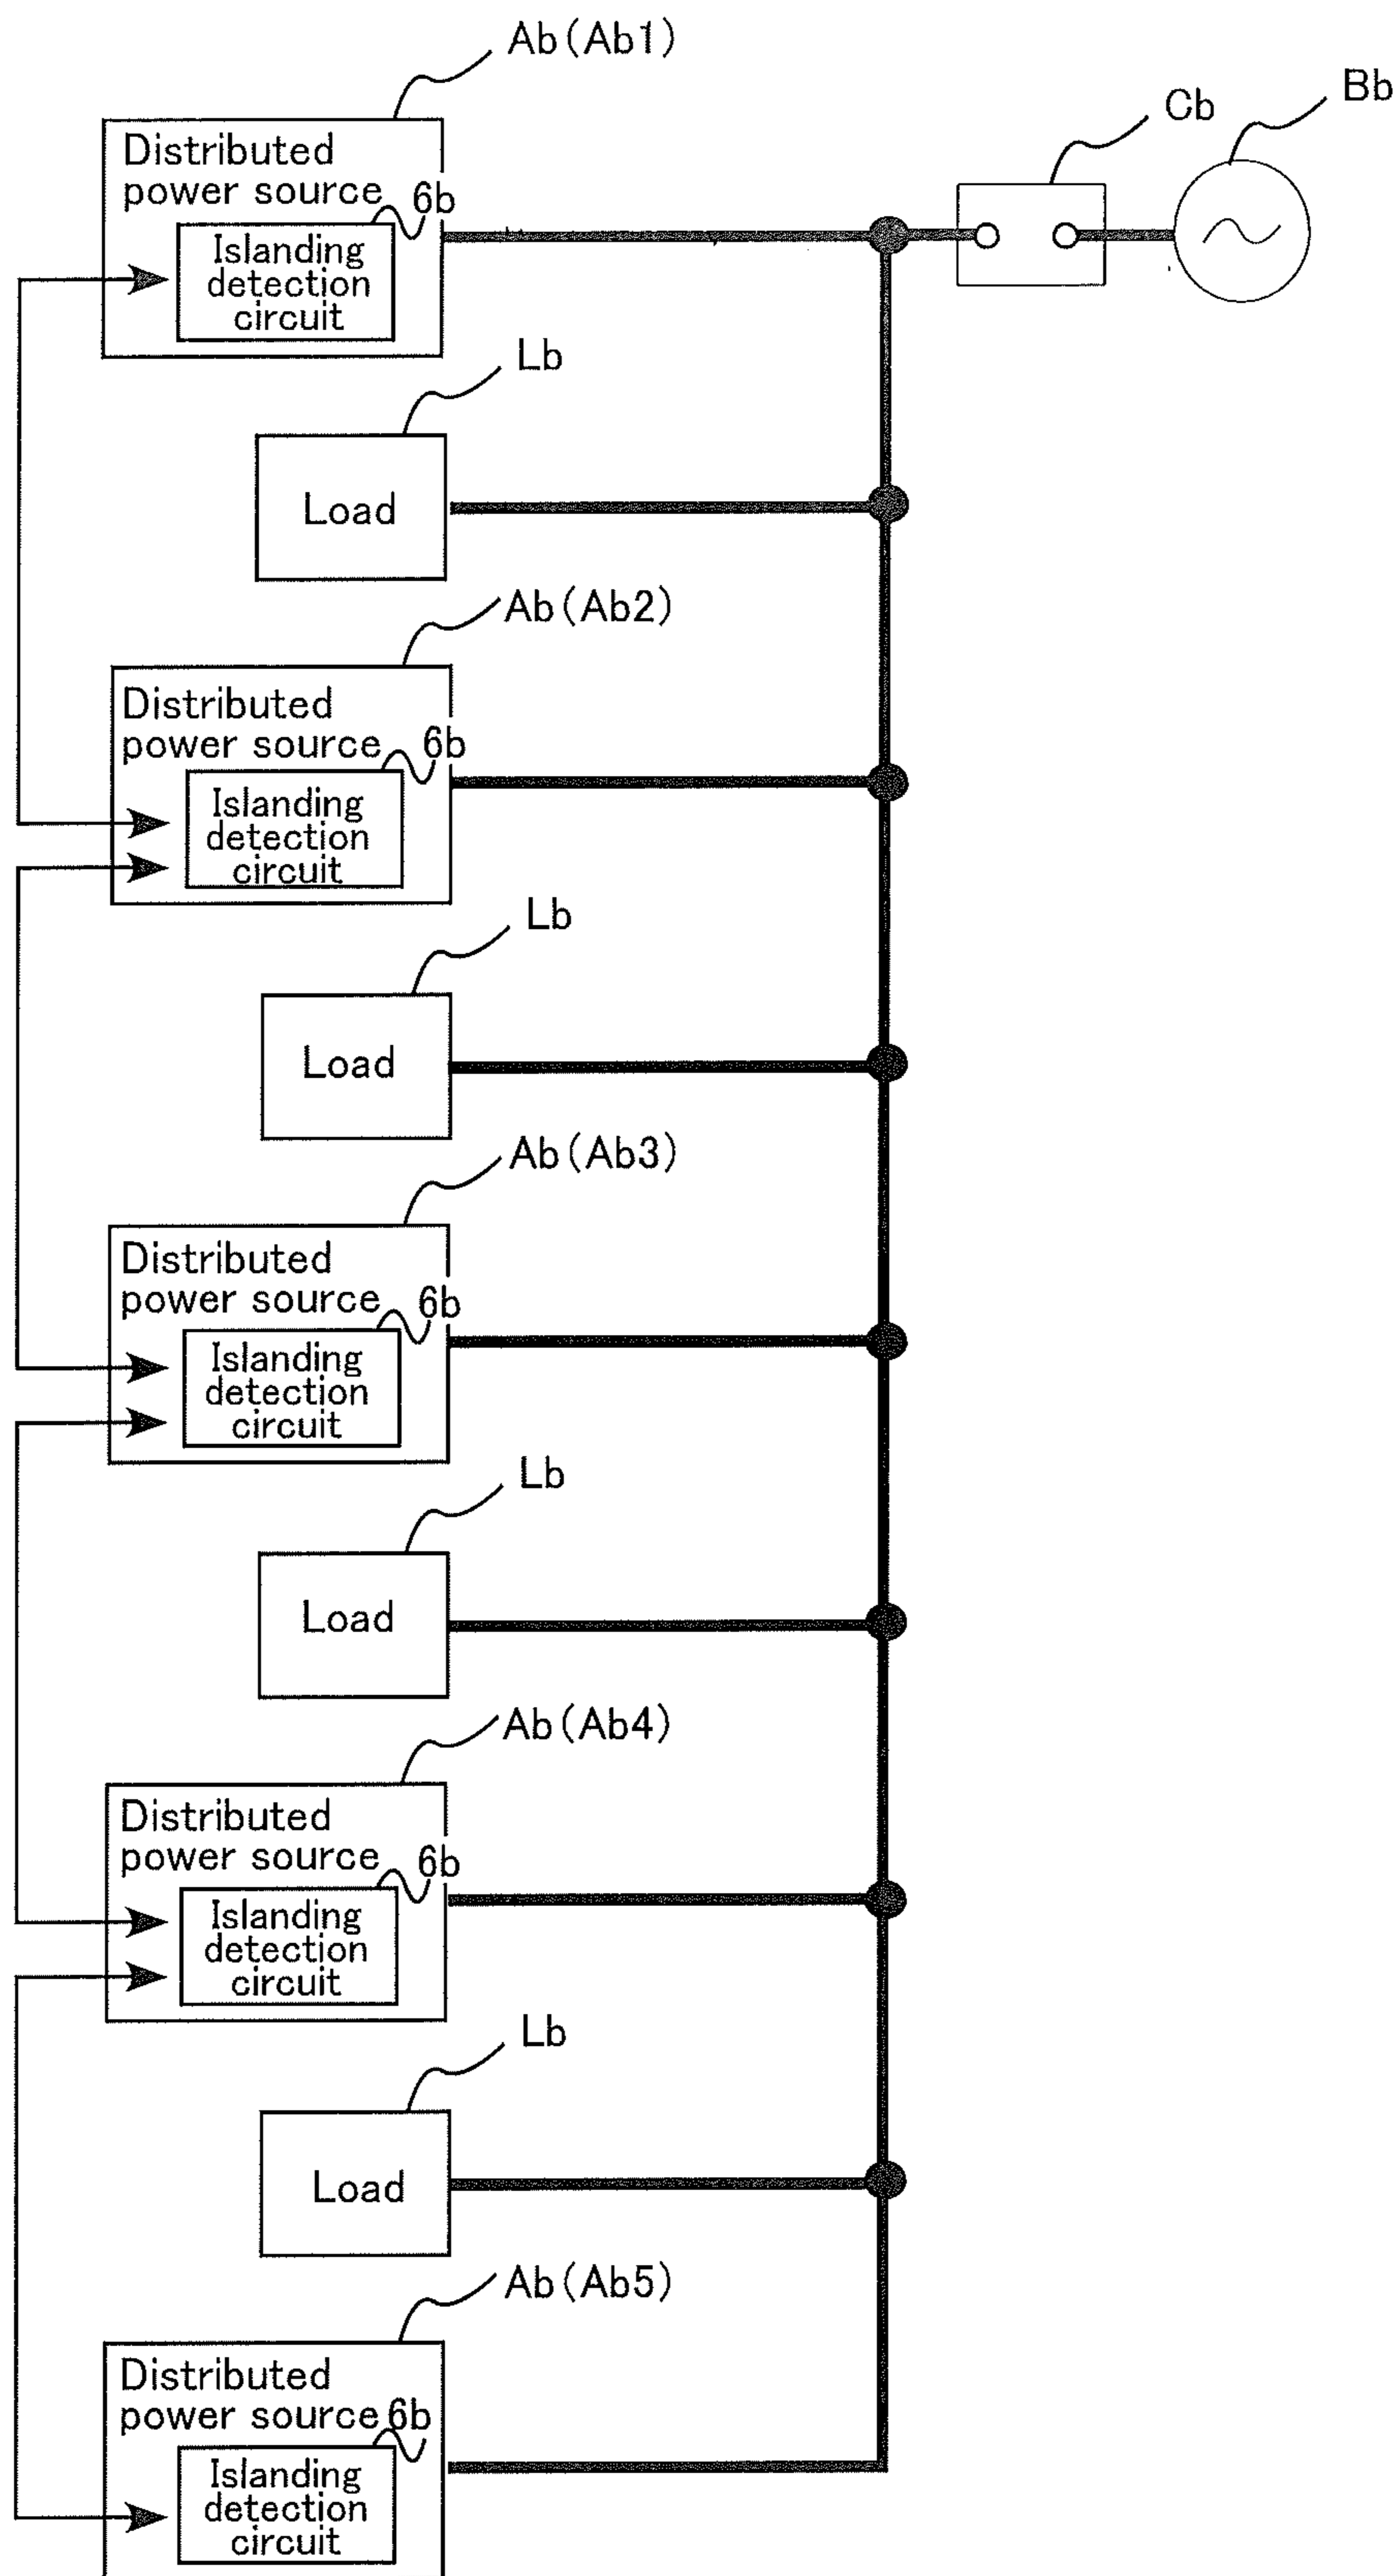 Ab(Ab1)
Bb
Cb
Distributed
power source
6b
Islanding
detection
circuit
Lb
Load
Ab(Ab2)
Distributed
power source
6b
Islanding
detection
circuit
Lb
Load
Ab(Ab3)
Distributed
power source
6b
Islanding
detection
circuit
Lb
Load
Ab(Ab4)
Distributed
power source
6b
Islanding
detection
circuit
Lb
Load
Ab(Ab5)
Distributed
power source
6b
Islanding
detection
circuit